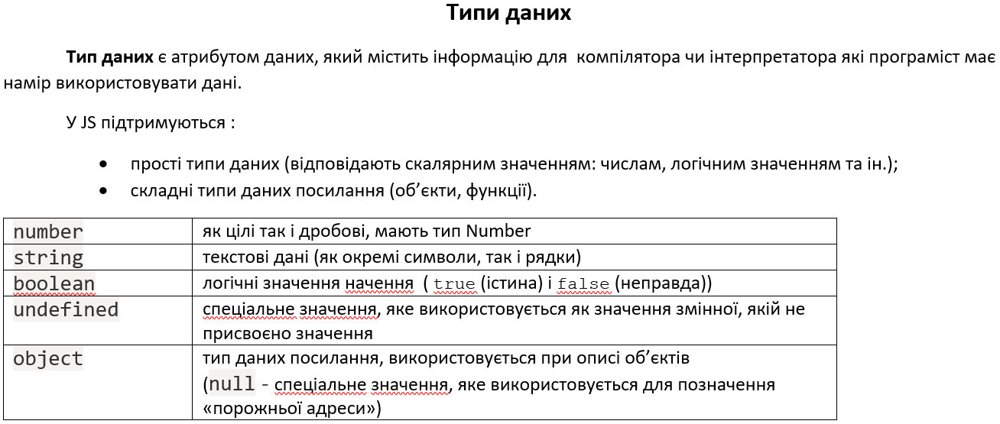 Типи даних
Тип даних є атрибутом даних, який містить інформацію для компілятора чи інтерпретатора які програміст має
намір використовувати дані.
У JS підтримуються :
• прості типи даних (відповідають скалярним значенням: числам, логічним значенням та ін.);
• складні типи даних посилання (об’єкти, функції).
number як цілі так і дробові, мають тип Number
string текстові дані (як окремі символи, так і рядки)
boolean логічні значення начення ( true (істина) і false (неправда))
undefined спеціальне значення, яке використовується як значення змінної, якій не
присвоєно значення
object тип даних посилання, використовується при описі об’єктів
(null - спеціальне значення, яке використовується для позначення
«порожньої адреси»)